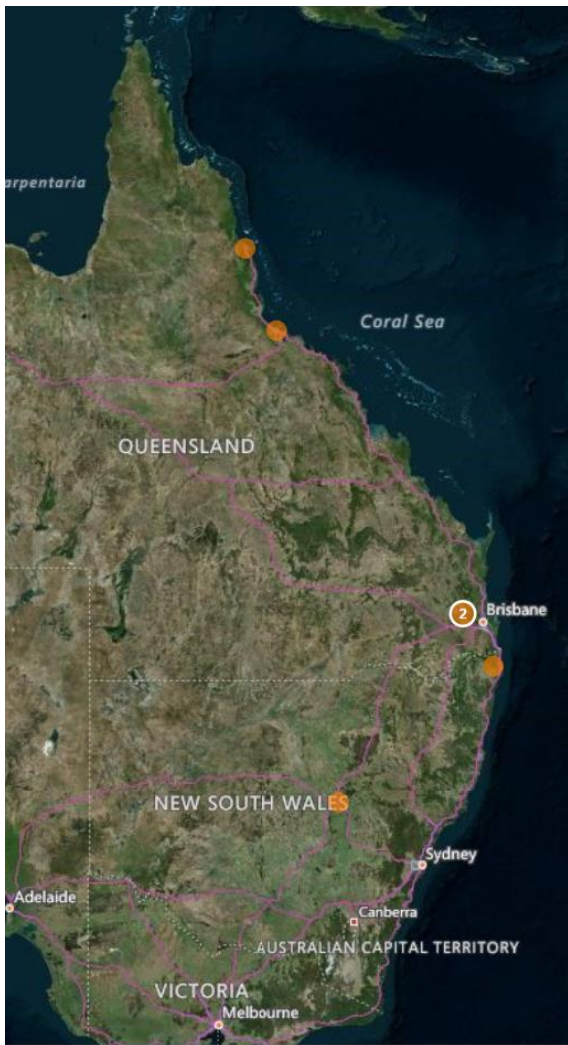 arpentaria
Coral Sea
QUEENSLAND
2
Brisbane
NEW SOUTH WALES
Sydney
Adelaide
Canberra
AUSTRALIAN CAPITAL TERRITORY
VICTORIA
Melbourne